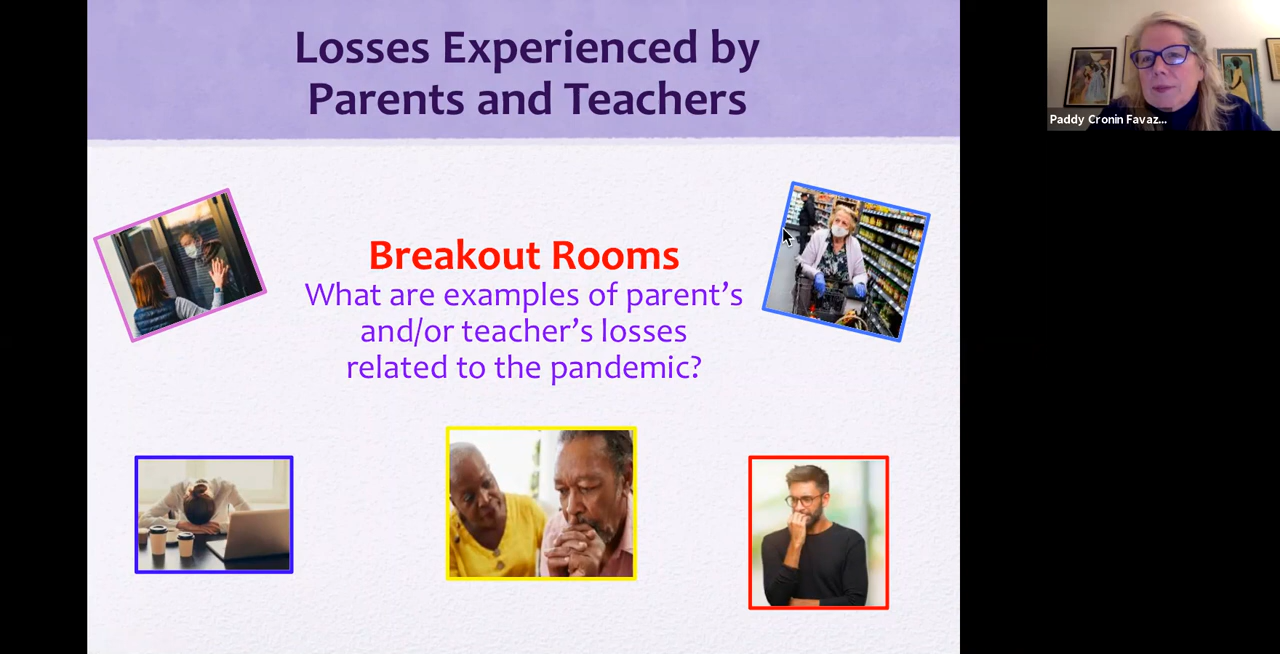 Losses Experienced by
Parents and Teachers
Breakout Rooms
What are examples of parent’s
and/or teacher’s losses
related to the pandemic?
Paddy Cronin Favaz...